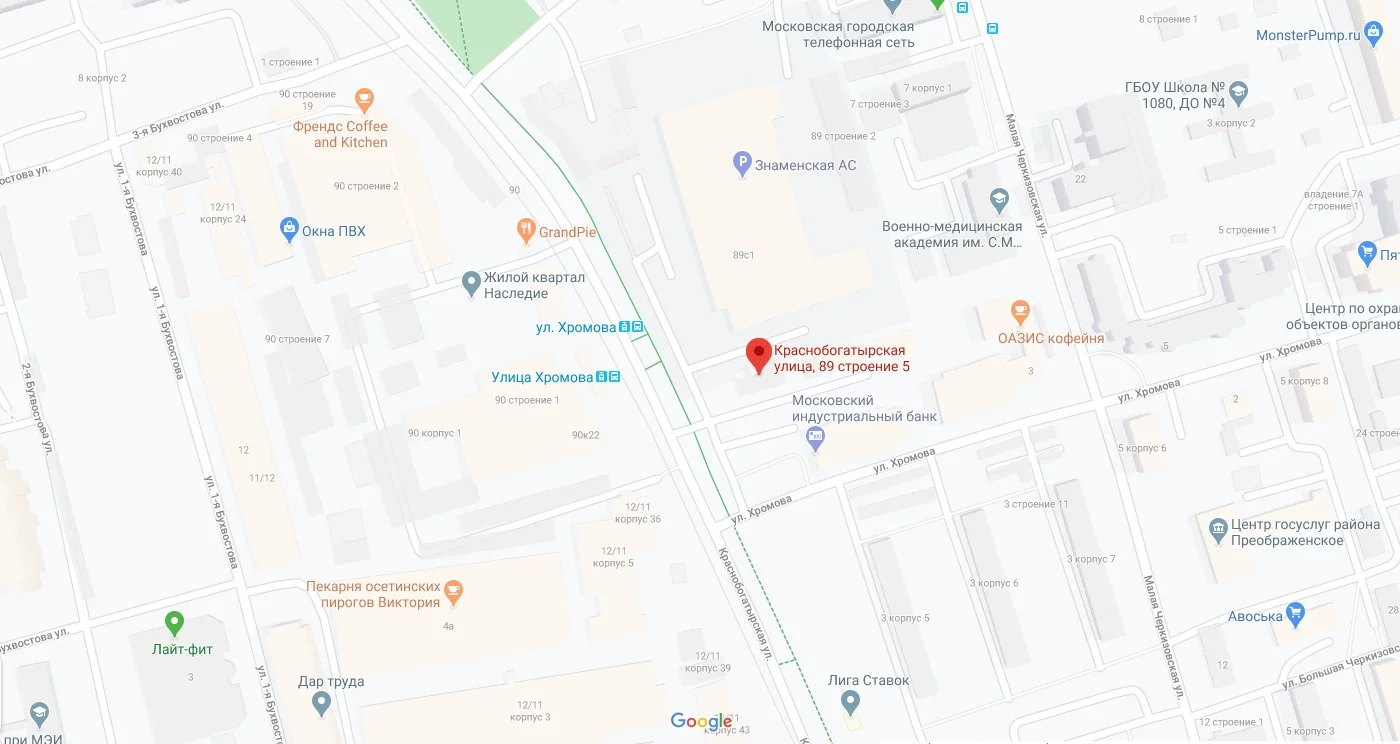 Московская городская
телефонная сеть
8 строение 1
MonsterPump.ru
1 строение 1
8 корпус 2
90 строение
19
3-я Бухвостова ул.
Френдс Coffee
and Kitchen
90 строение 4
7 корпус 1
7 строение 3
ГБОУ Школа №
1080, ДО №4
3 корпус 2
89 строение 2
Малая Черкизовская ул.
12/11
корпус 40
востова ул.
ул. 1-я Бухвостова
90 строение 2
90
Знаменская АС
22
владение 7А
строение 1
12/11
корпус 24
Окна ПВХ
GrandPie
Военно-медицинская
академия им. С.М...
5 строение 1
89с1
Пят
Жилой квартал
Наследие
ул. 1-я Бухвостова
Центр по охра
объектов органо
ул. Хромова
90 строение 7
ОАЗИС кофейня
5
ул. Хромова
Краснобогатырская
улица, 89 строение 5
3
Улица Хромова
90 строение 1
Московский
индустриальный банк
ул. Хромова
5 корпус 8
2
2-я Бухвостова ул.
90 корпус 1
90к22
24 строен
12
11/12
ул. Хромова
5 корпус 6
ул. 1-я Бухвостова
ул. Хромова
3 строение 11
12/11
корпус 36
Центр госуслуг района
Преображенское
12/11
корпус 5
3 корпус 7
3 корпус 6
Краснобогатырская ул.
Малая Черкизовская ул.
Пекарня осетинских
пирогов Виктория
4а
3 корпус 5
Авоська
28
Бухвостова ул.
Лайт-фит
3
12/11
корпус 39
12
ул. Большая Черкизовс
ул. 1-я Бухвостова
Дар труда
Лига Ставок
12/11
корпус 3
Google
12/11
корпус 43
12 строение 1
при МЭИ